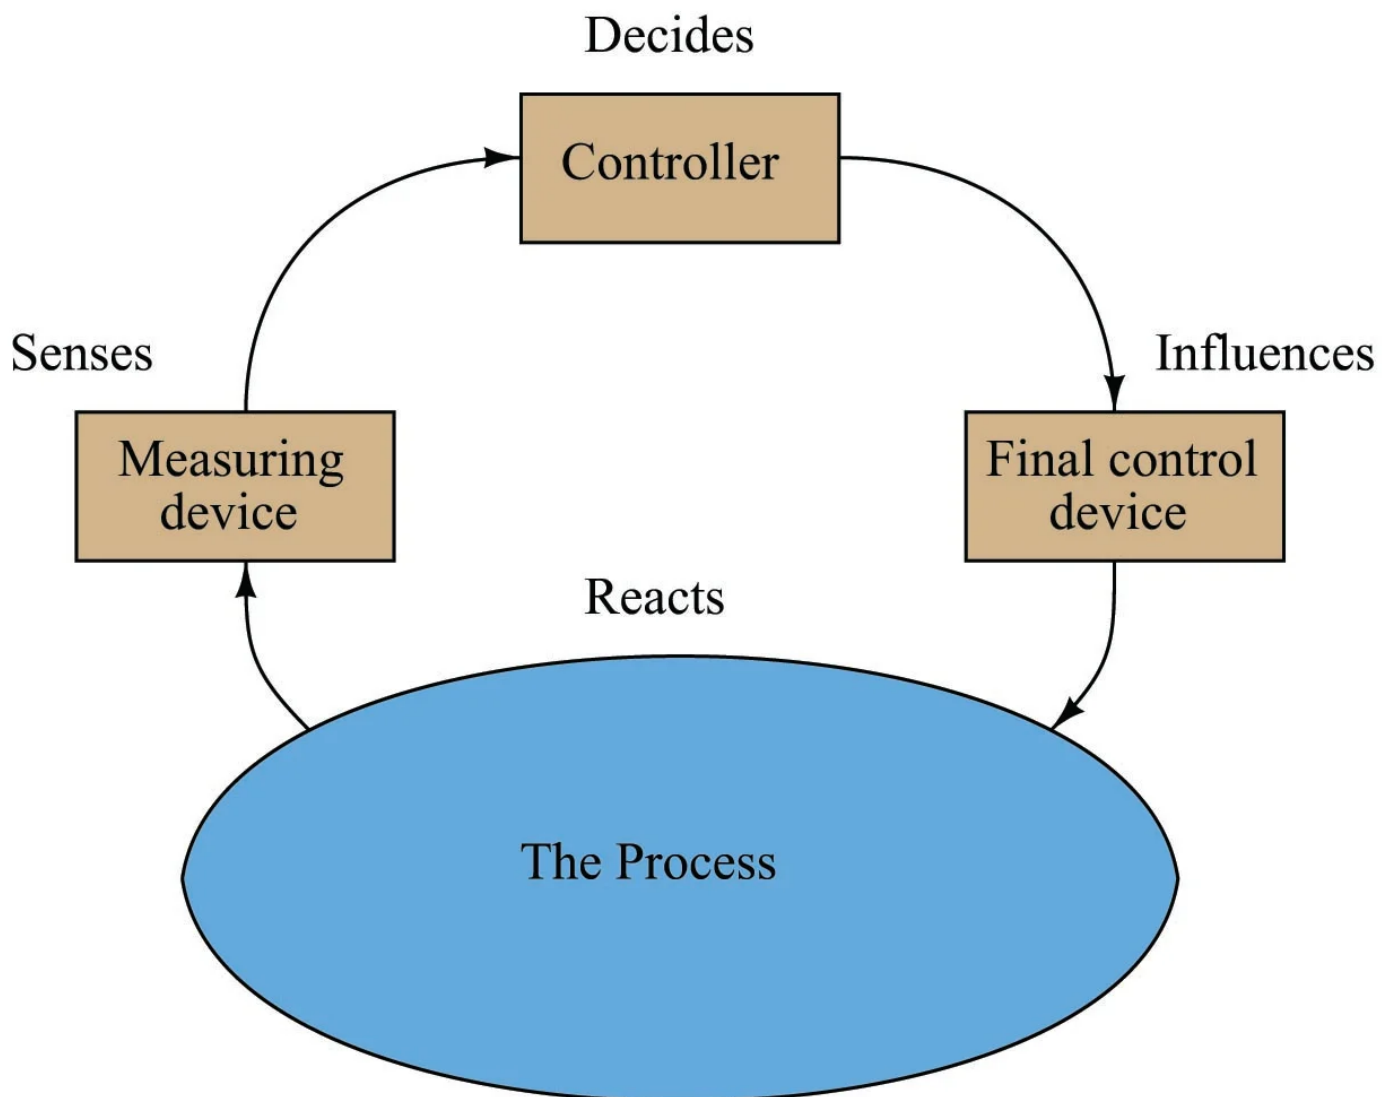 Decides
Controller
Senses
Influences
Measuring
device
Final control
device
Reacts
The Process